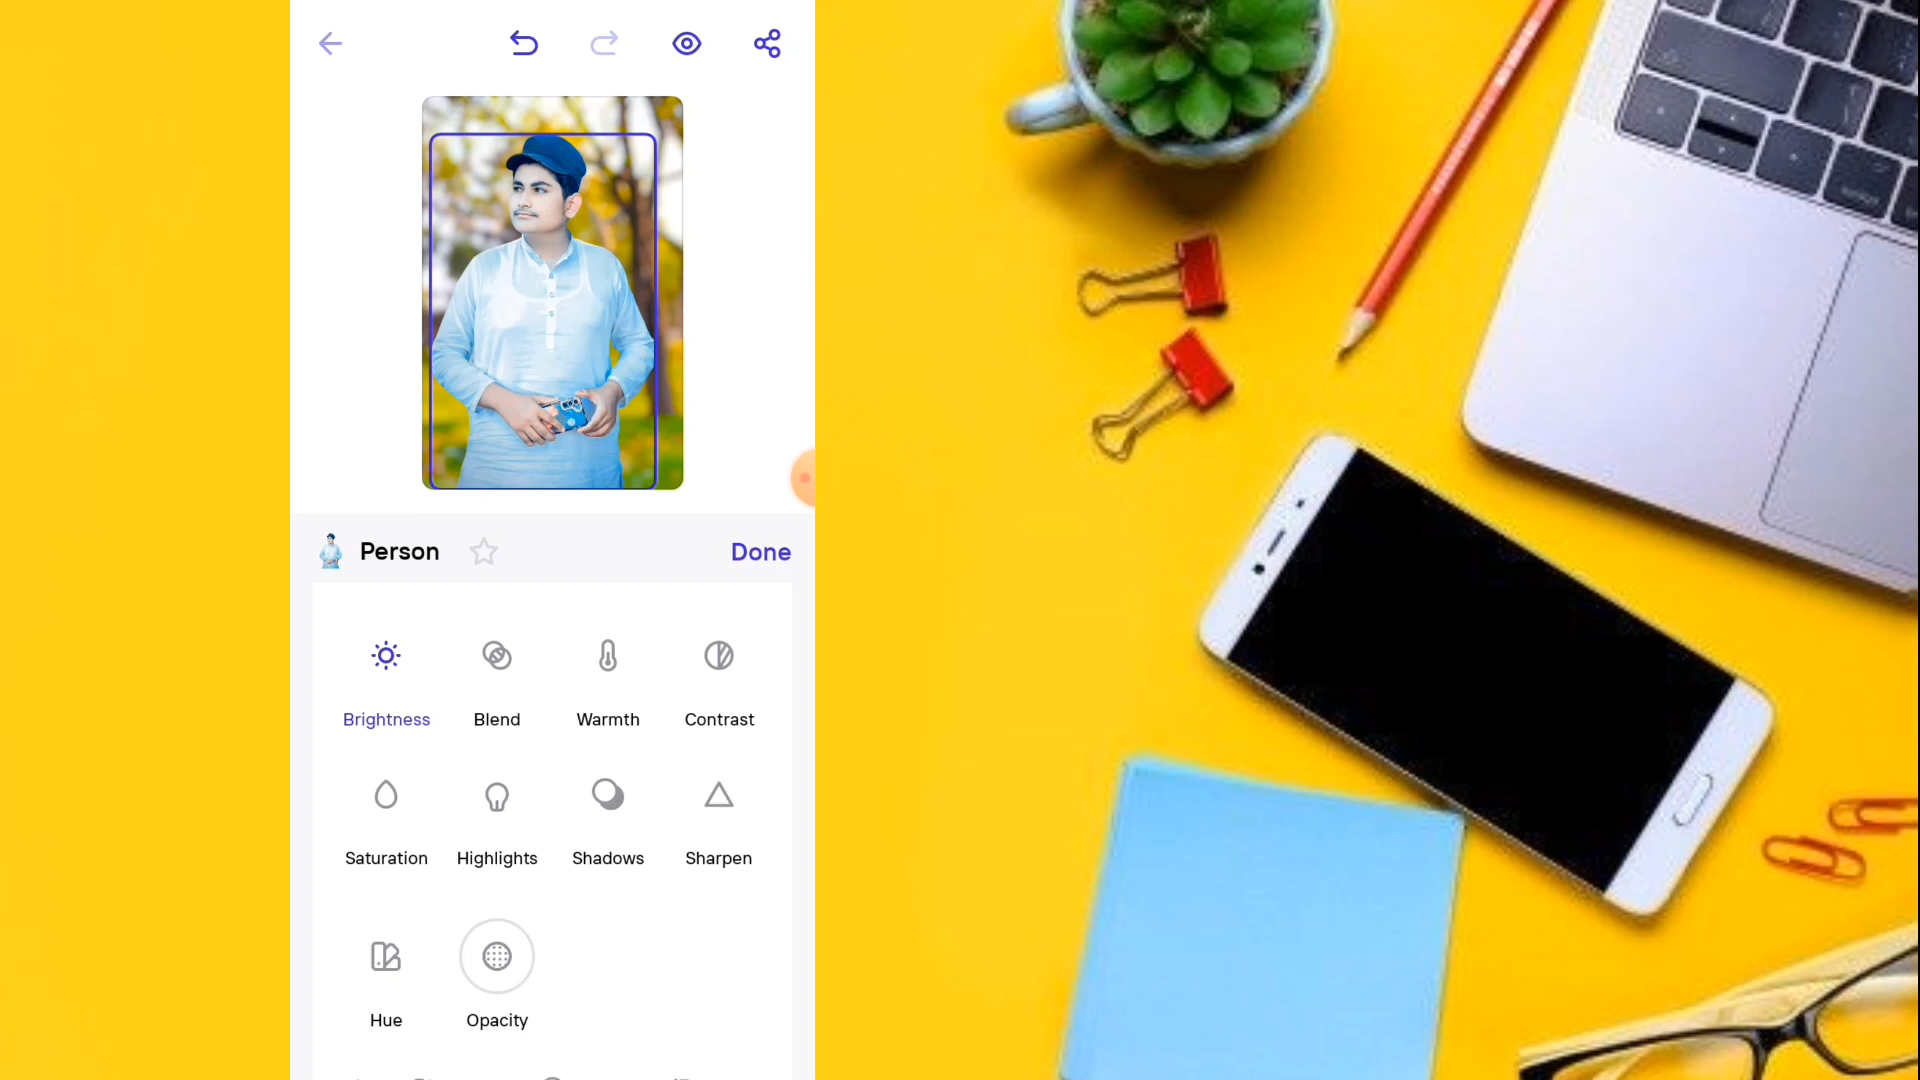 Person
Done
Brightness
Blend
Warmth
Contrast
Saturation
Highlights
Shadows
Sharpen
Hue
Opacity